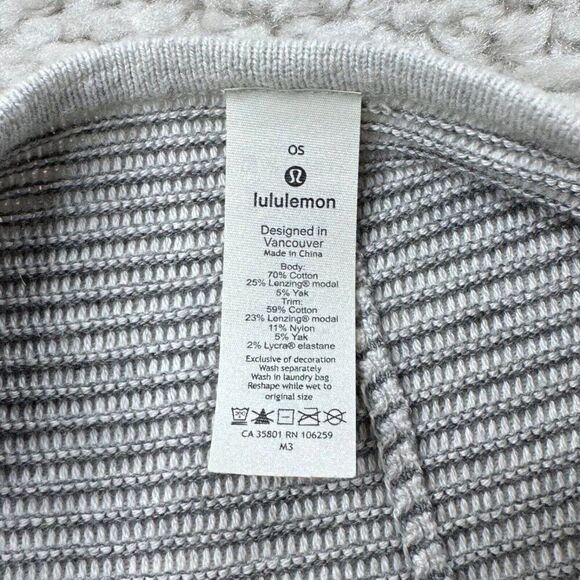 OS
lululemon
Designed in
Vancouver
Made in China
Body:
70% Cotton
25% Lenzing® modal
5% Yak
Trim:
59% Cotton
23% Lenzing® modal
11% Nylon
5% Yak
2% Lycra® elastane
Exclusive of decoration
Wash separately
Wash in laundry bag
Reshape while wet to
original size
CA 35801 RN 106259
M3